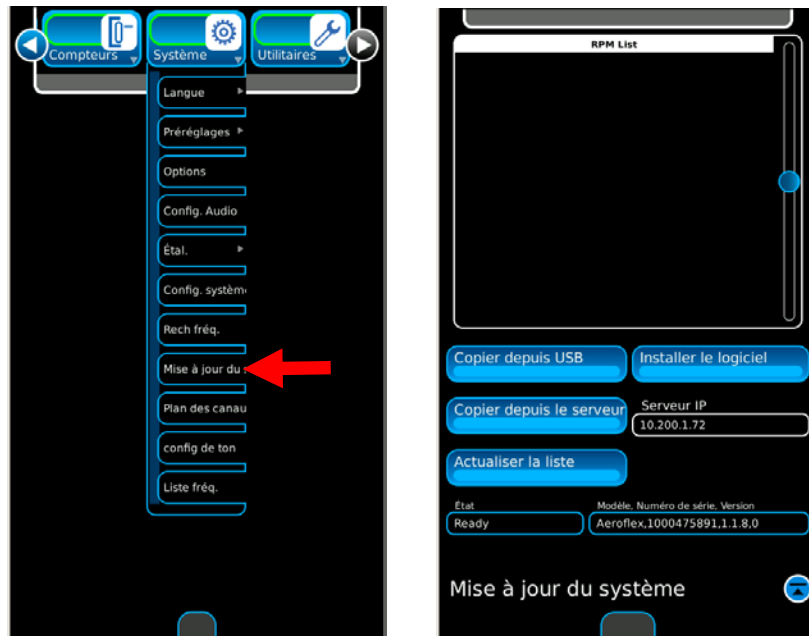 Compteurs
Système
Utilitaires
Langue
Préréglages
Options
Config. Audio
Étal.
Config. systèm
Rech fréq.
Mise à jour du
Plan des canau
config de ton
Liste fréq.
RPM List
Copier depuis USB
Installer le logiciel
Copier depuis le serveur
Serveur IP
10.200.1.72
Actualiser la liste
État
Modèle, Numéro de série, Version
Ready
Aeroflex,1000475891,1.1.8,0
Mise à jour du système